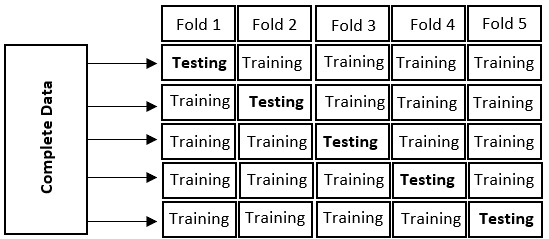 Fold 1 Fold 2 Fold 3 Fold 4 Fold 5
Complete Data
Testing Training Training Training Training
Training Testing Training Training Training
Training Training Testing Training Training
Training Training Training Testing Training
Training Training Training Training Testing